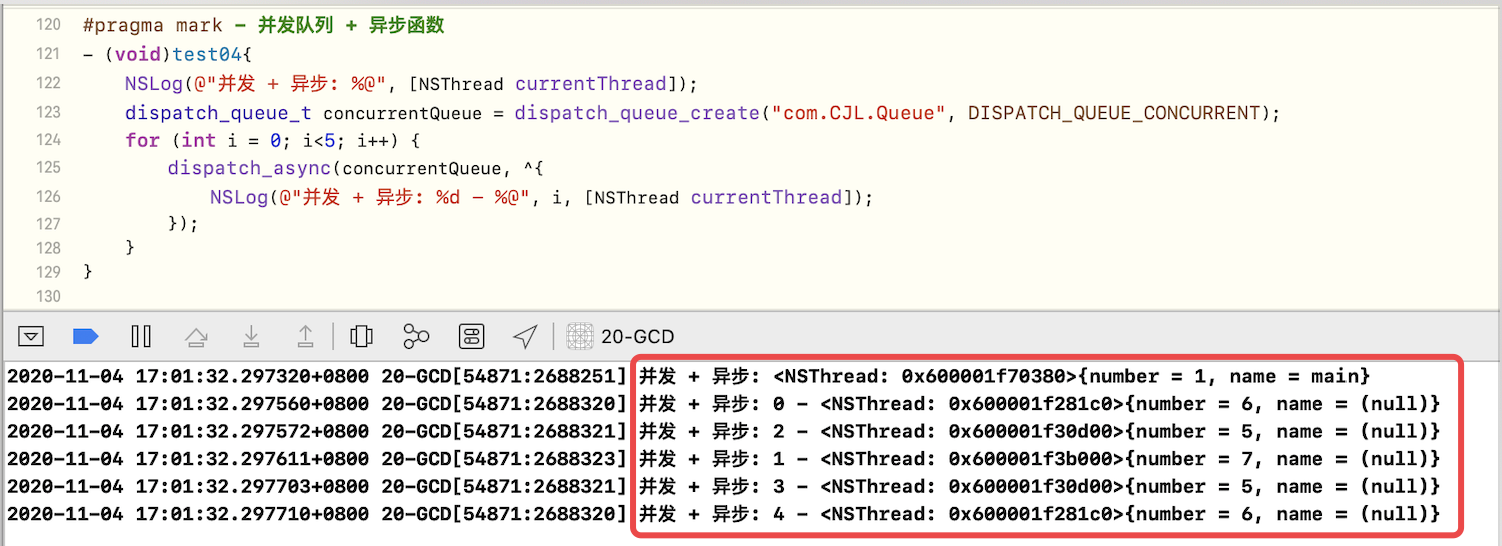 120 #pragma mark - 并发队列 + 异步函数
121 - (void)test04{
122 NSLog(@"并发 + 异步: %@", [NSThread currentThread]);
123 dispatch_queue_t concurrentQueue = dispatch_queue_create("com.CJL.Queue", DISPATCH_QUEUE_CONCURRENT);
124 for (int i = 0; i<5; i++) {
125 dispatch_async(concurrentQueue, ^{
126 NSLog(@"并发 + 异步: %d - %@", i, [NSThread currentThread]);
127 });
128 }
129 }
130
20-GCD
2020-11-04 17:01:32.297320+0800 20-GCD[54871:2688251] 并发 + 异步: <NSThread: 0x600001f70380>{number = 1, name = main}
2020-11-04 17:01:32.297560+0800 20-GCD[54871:2688320] 并发 + 异步: 0 - <NSThread: 0x600001f281c0>{number = 6, name = (null)}
2020-11-04 17:01:32.297572+0800 20-GCD[54871:2688321] 并发 + 异步: 2 - <NSThread: 0x600001f30d00>{number = 5, name = (null)}
2020-11-04 17:01:32.297611+0800 20-GCD[54871:2688323] 并发 + 异步: 1 - <NSThread: 0x600001f3b000>{number = 7, name = (null)}
2020-11-04 17:01:32.297703+0800 20-GCD[54871:2688321] 并发 + 异步: 3 - <NSThread: 0x600001f30d00>{number = 5, name = (null)}
2020-11-04 17:01:32.297710+0800 20-GCD[54871:2688320] 并发 + 异步: 4 - <NSThread: 0x600001f281c0>{number = 6, name = (null)}